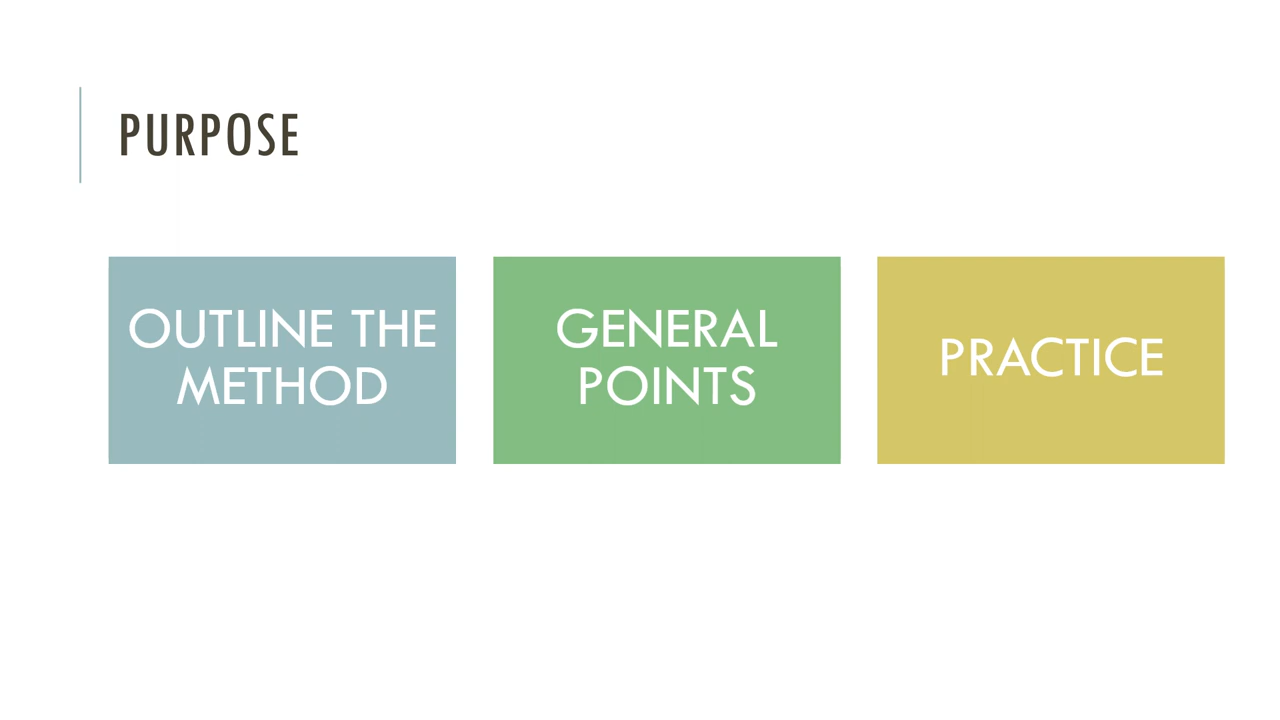 PURPOSE
OUTLINE THE
METHOD
GENERAL
POINTS
PRACTICE